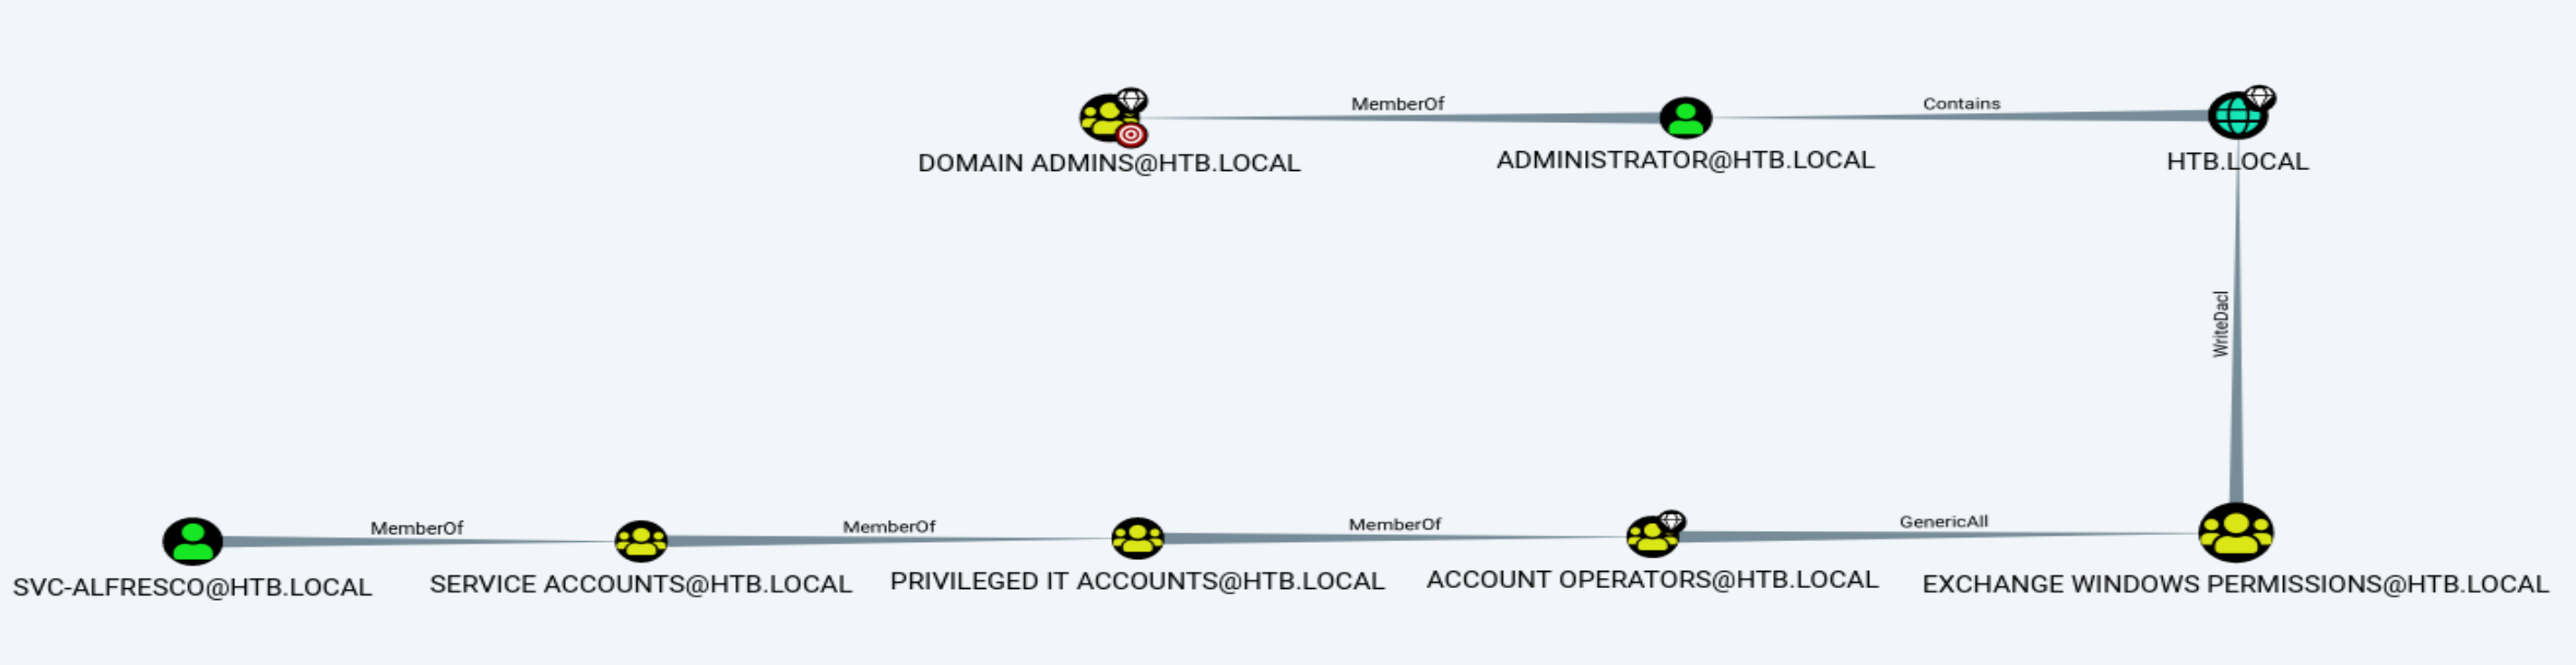 MemberOf
Contains
DOMAIN ADMINS@HTB.LOCAL
ADMINISTRATOR@HTB.LOCAL
HTB.LOCAL
WriteDacl
MemberOf
MemberOf
MemberOf
GenericAll
SVC-ALFRESCO@HTB.LOCAL
SERVICE ACCOUNTS@HTB.LOCAL
PRIVILEGED IT ACCOUNTS@HTB.LOCAL
ACCOUNT OPERATORS@HTB.LOCAL
EXCHANGE WINDOWS PERMISSIONS@HTB.LOCAL